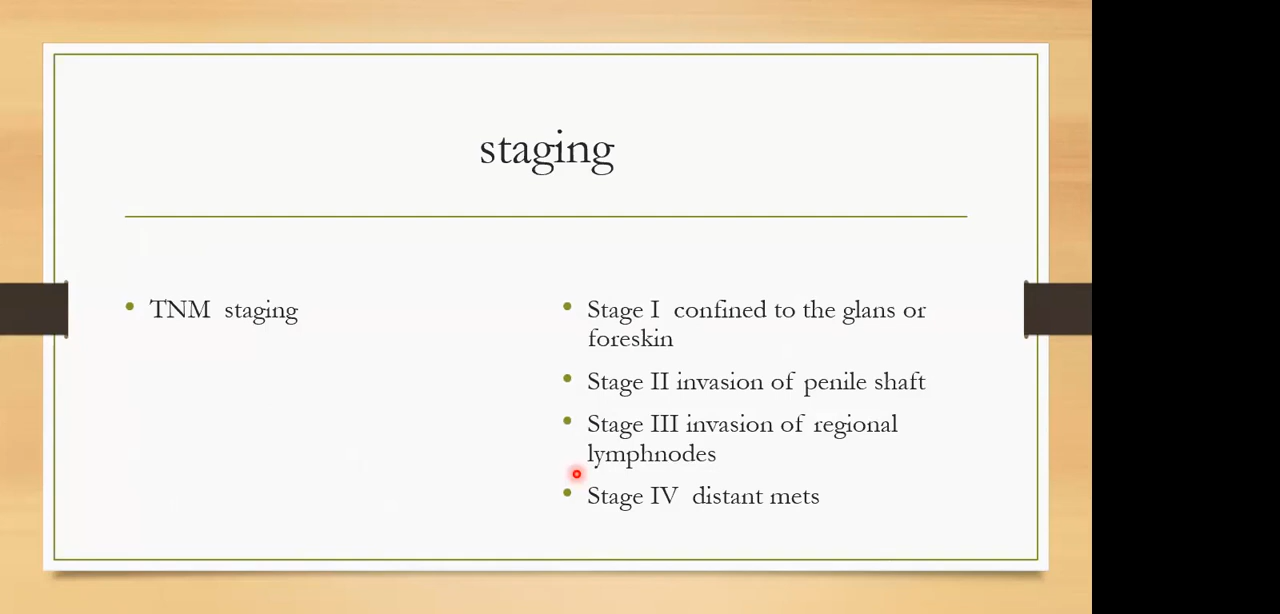 staging
TNM staging
Stage I confined to the glans or
foreskin
Stage II invasion of penile shaft
Stage III invasion of regional
lymphnodes
Stage IV distant mets